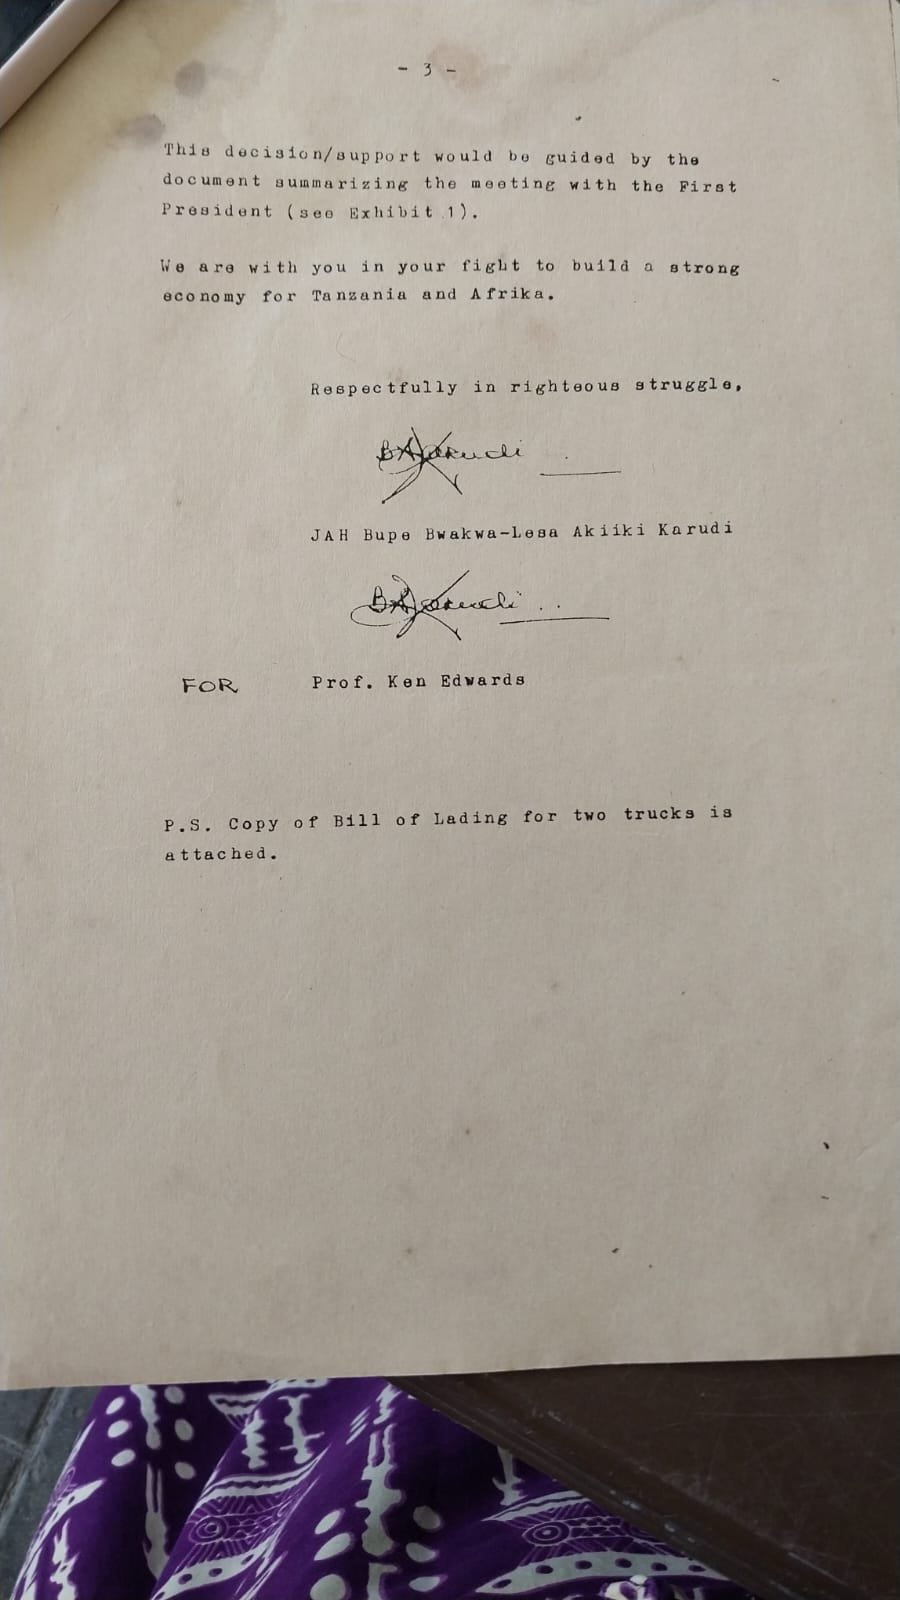 - 3 -
This decision/support would be guided by the
document summarizing the meeting with the First
President (see Exhibit 1).
We are with you in your fight to build a strong
economy for Tanzania and Afrika.
Respectfully in righteous struggle,
BAKarudi
JAH Bupe Bwakwa-Lesa Akiiki Karudi
BAKarudi
FOR Prof. Ken Edwards
P.S. Copy of Bill of Lading for two trucks is
attached.